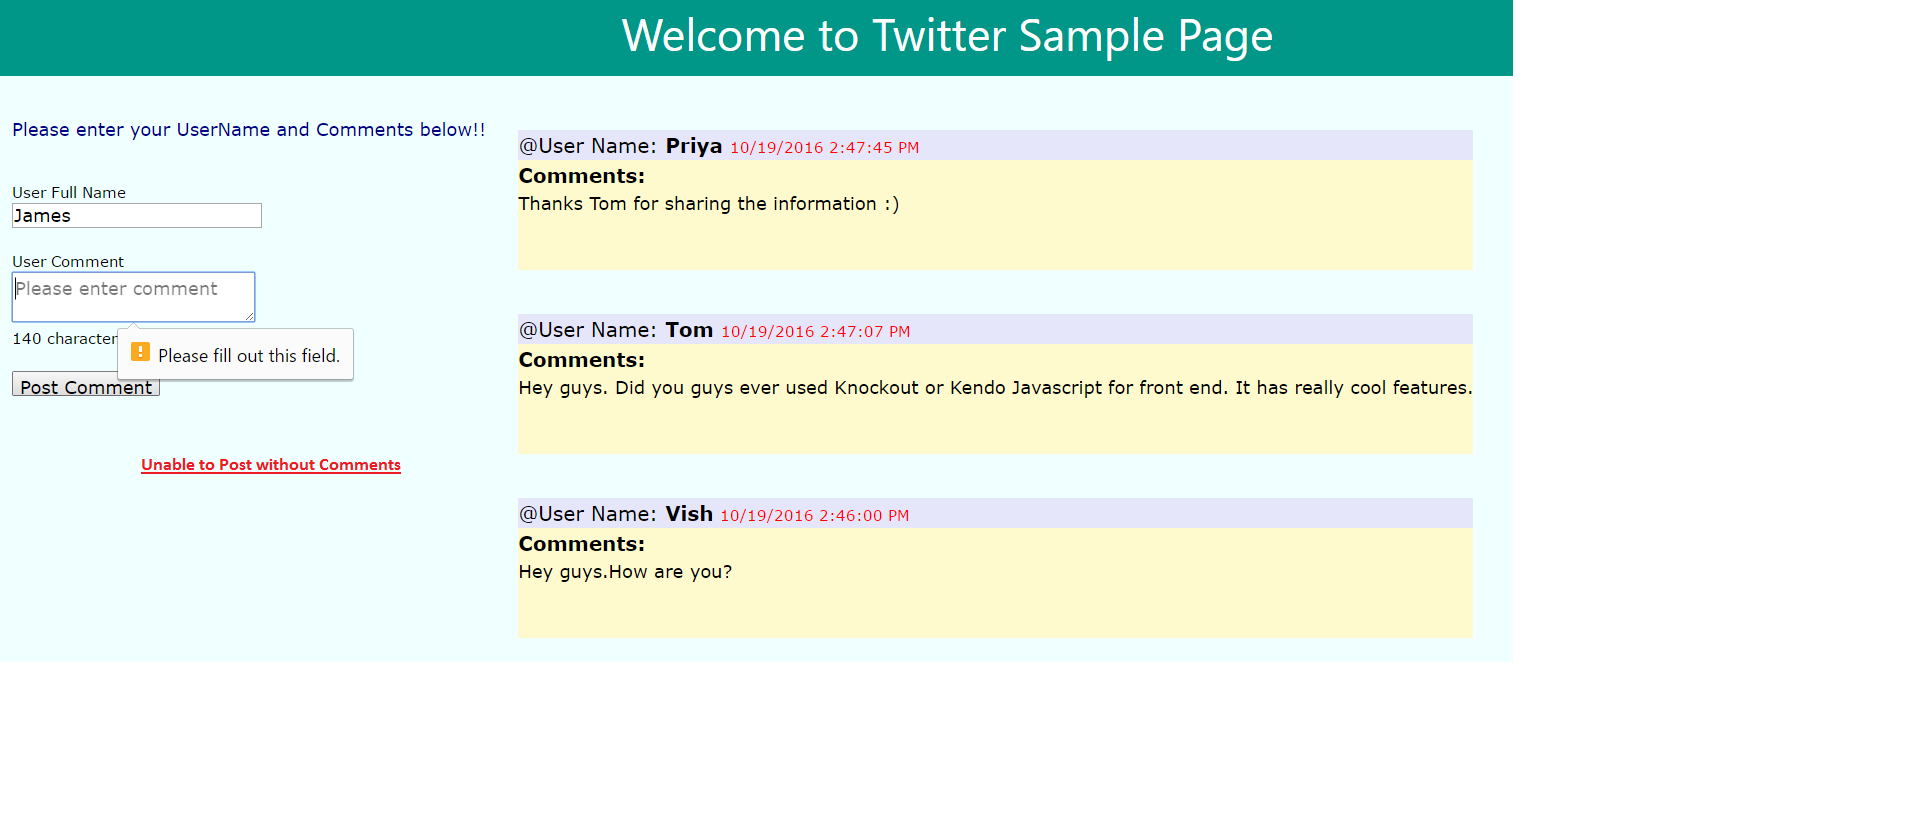 Welcome to Twitter Sample Page
Please enter your UserName and Comments below!!
User Full Name
James
User Comment
Please enter comment
140 character
Please fill out this field.
Post Comment
Unable to Post without Comments
@User Name: Priya 10/19/2016 2:47:45 PM
Comments:
Thanks Tom for sharing the information :)
@User Name: Tom 10/19/2016 2:47:07 PM
Comments:
Hey guys. Did you guys ever used Knockout or Kendo Javascript for front end. It has really cool features.
@User Name: Vish 10/19/2016 2:46:00 PM
Comments:
Hey guys.How are you?